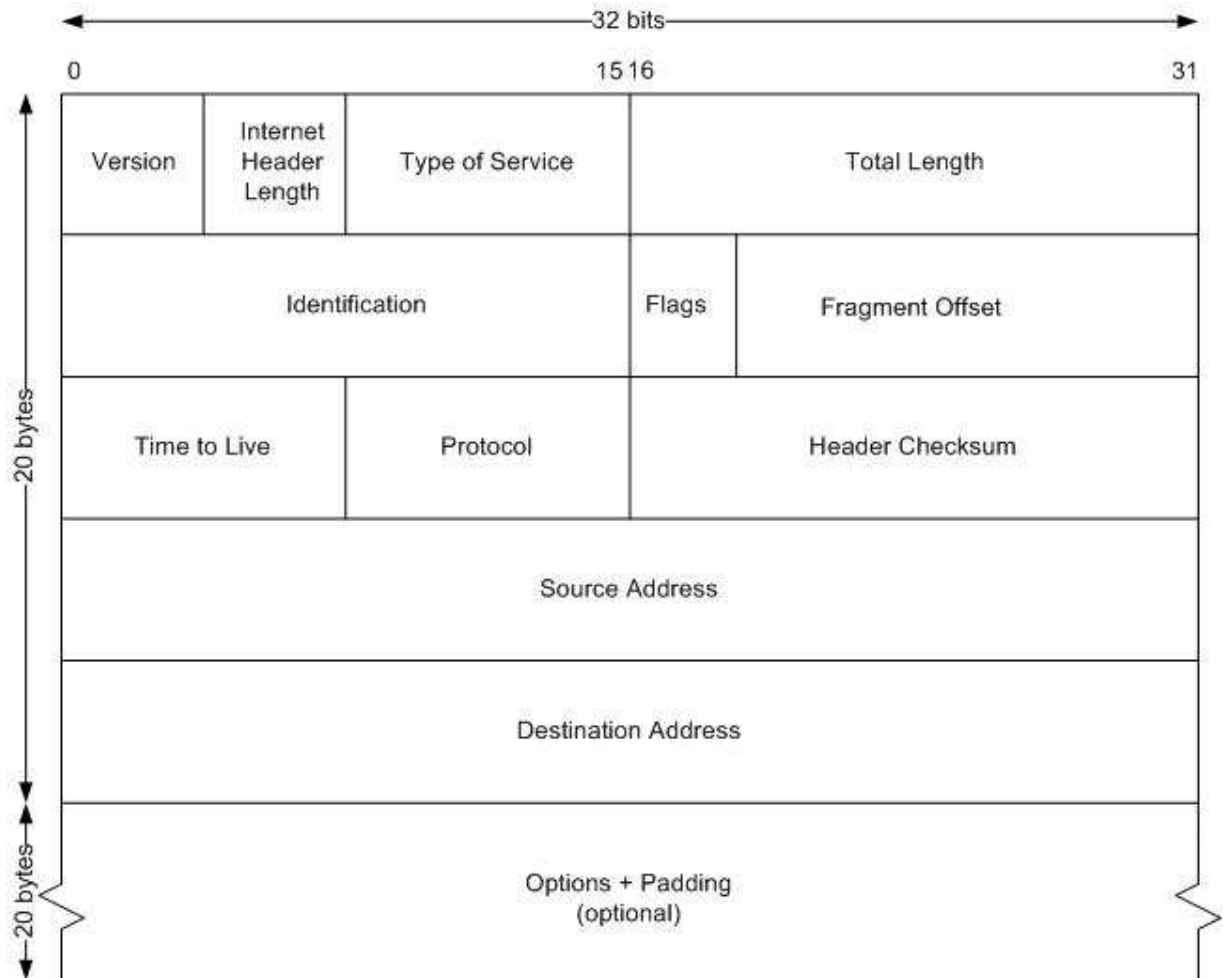 32 bits
0
15
16
31
Version
Internet
Header
Length
Type of Service
Total Length
Identification
Flags
Fragment Offset
20 bytes
Time to Live
Protocol
Header Checksum
Source Address
Destination Address
20 bytes
Options + Padding
(optional)